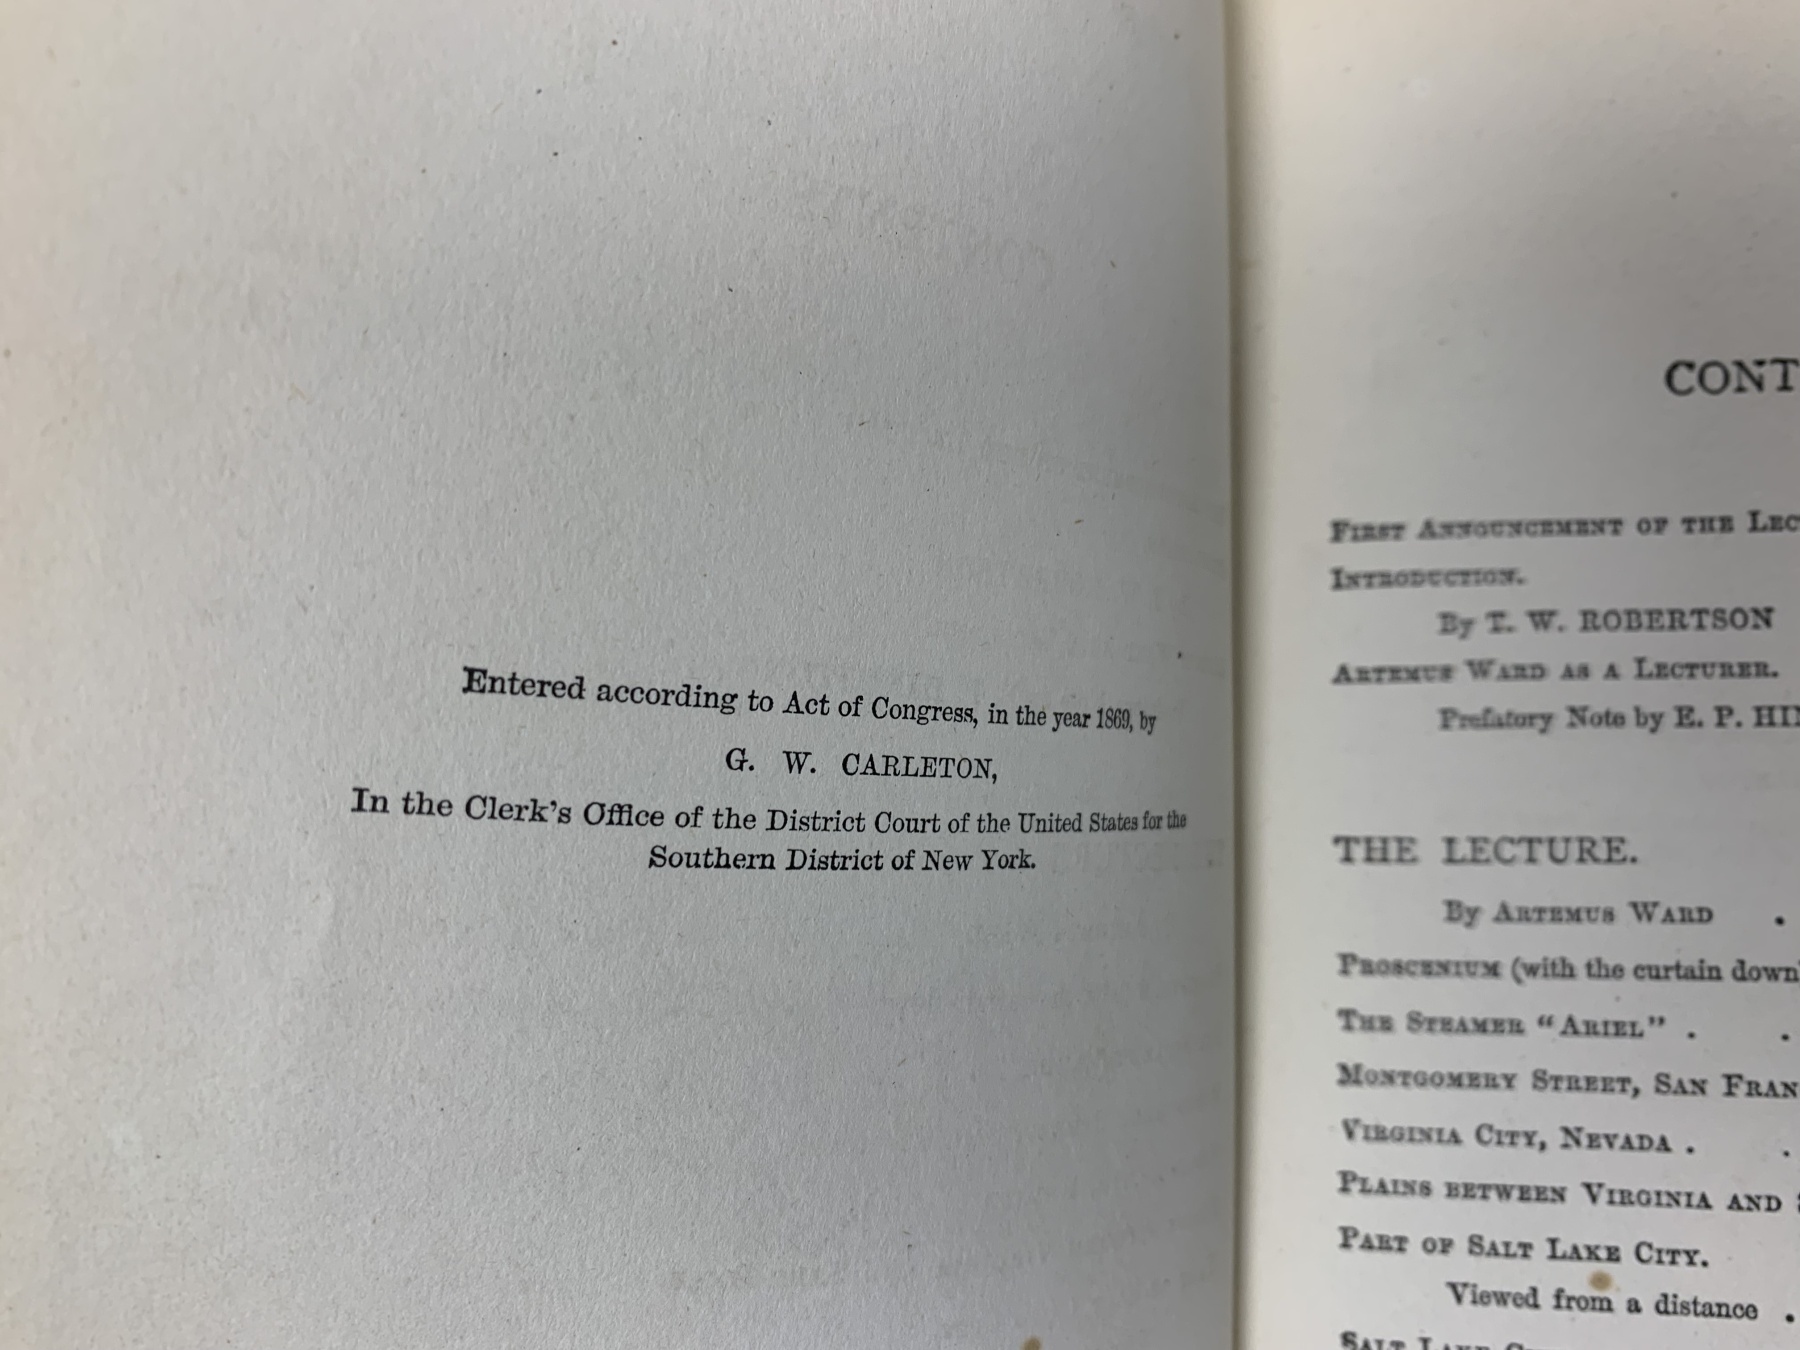 Entered according to Act of Congress, in the year 1869, by
G. W. CARLETON,
In the Clerk's Office of the District Court of the United States for the
Southern District of New York.
CONT
FIRST ANNOUNCEMENT OF THE LEC
INTRODUCTION.
By T. W. ROBERTSON
ARTEMUS WARD AS A LECTURER.
Prefatory Note by E. P. HI
THE LECTURE.
By ARTEMUS WARD .
PROSCENIUM (with the curtain down)
THE STEAMER “ARIEL” . .
MONTGOMERY STREET, SAN FRAN
VIRGINIA CITY, NEVADA . .
PLAINS BETWEEN VIRGINIA AND
PART OF SALT LAKE CITY.
Viewed from a distance .
SALT LAKE